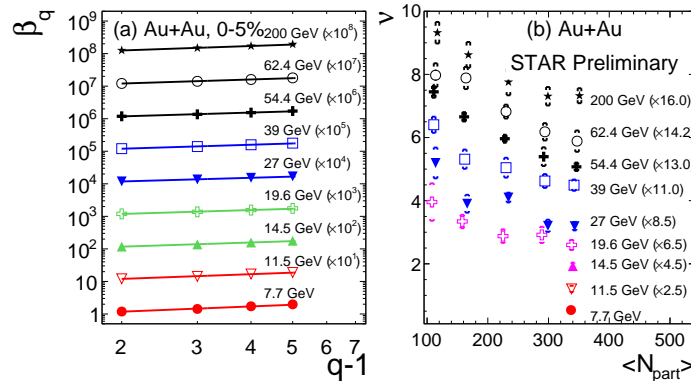 β_q
(a) Au+Au, 0-5%
10^9
10^8
10^7
10^6
10^5
10^4
10^3
10^2
10
1
200 GeV (×10^8)
62.4 GeV (×10^7)
54.4 GeV (×10^6)
39 GeV (×10^5)
27 GeV (×10^4)
19.6 GeV (×10^3)
14.5 GeV (×10^2)
11.5 GeV (×10^1)
7.7 GeV
2 3 4 5 6 7
q-1
ν
(b) Au+Au
STAR Preliminary
10
8
6
4
2
0
200 GeV (×16.0)
62.4 GeV (×14.2)
54.4 GeV (×13.0)
39 GeV (×11.0)
27 GeV (×8.5)
19.6 GeV (×6.5)
14.5 GeV (×4.5)
11.5 GeV (×2.5)
7.7 GeV
100 200 300 400 500
<N_part>